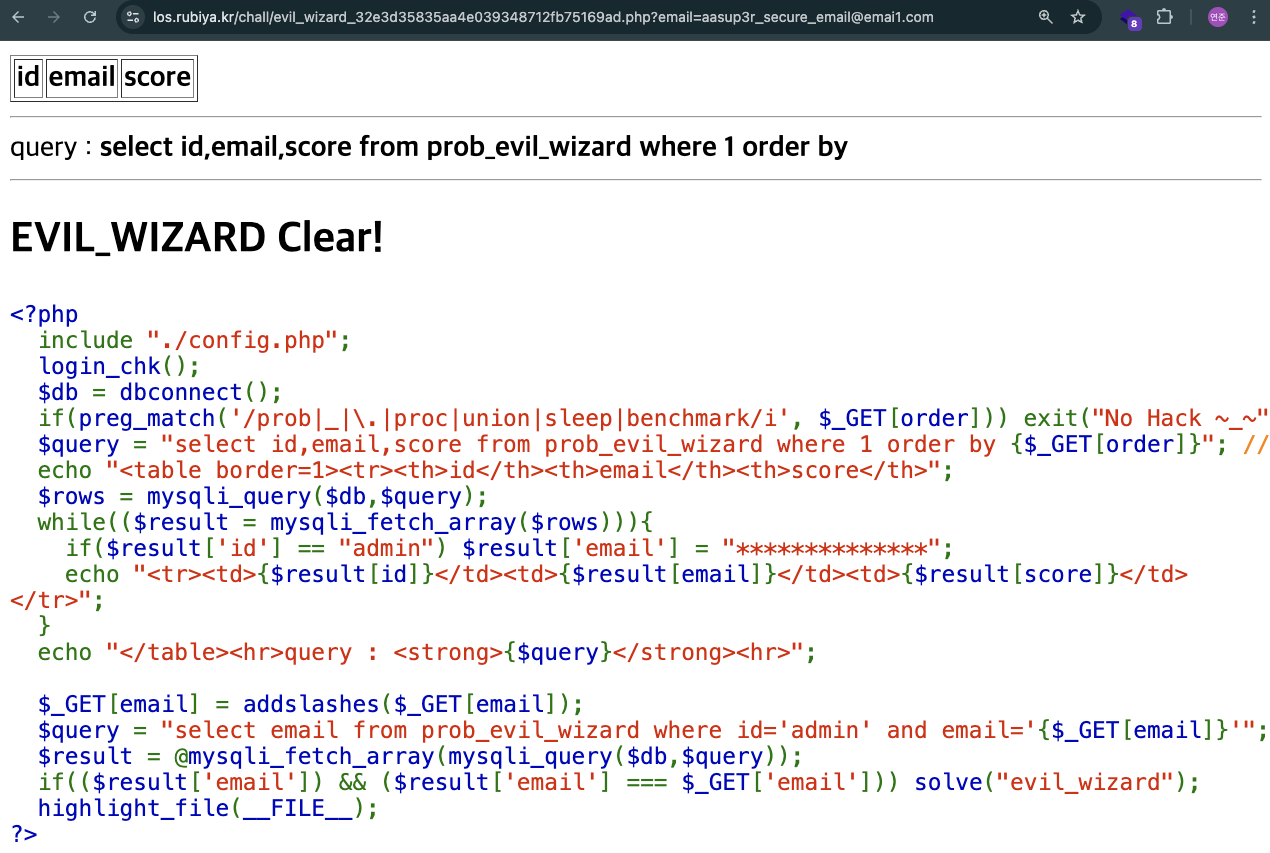 los.rubiya.kr/chall/evil_wizard_32e3d35835aa4e039348712fb75169ad.php?email=aasup3r_secure_email@emai1.com
8
연준
id email score
query : select id,email,score from prob_evil_wizard where 1 order by
EVIL_WIZARD Clear!
<?php
  include "./config.php";
  login_chk();
  $db = dbconnect();
  if(preg_match('/prob|_|\.|proc|union|sleep|benchmark/i', $_GET[order])) exit("No Hack ~_~"
  $query = "select id,email,score from prob_evil_wizard where 1 order by {$_GET[order]}"; //
  echo "<table border=1><tr><th>id</th><th>email</th><th>score</th>";
  $rows = mysqli_query($db,$query);
  while(($result = mysqli_fetch_array($rows))){
    if($result['id'] == "admin") $result['email'] = "**************";
    echo "<tr><td>{$result[id]}</td><td>{$result[email]}</td><td>{$result[score]}</td>
</tr>";
  }
  echo "</table><hr>query : <strong>{$query}</strong><hr>";
  $_GET[email] = addslashes($_GET[email]);
  $query = "select email from prob_evil_wizard where id='admin' and email='{$_GET[email]}'";
  $result = @mysqli_fetch_array(mysqli_query($db,$query));
  if(($result['email']) && ($result['email'] === $_GET['email'])) solve("evil_wizard");
  highlight_file(__FILE__);
?>